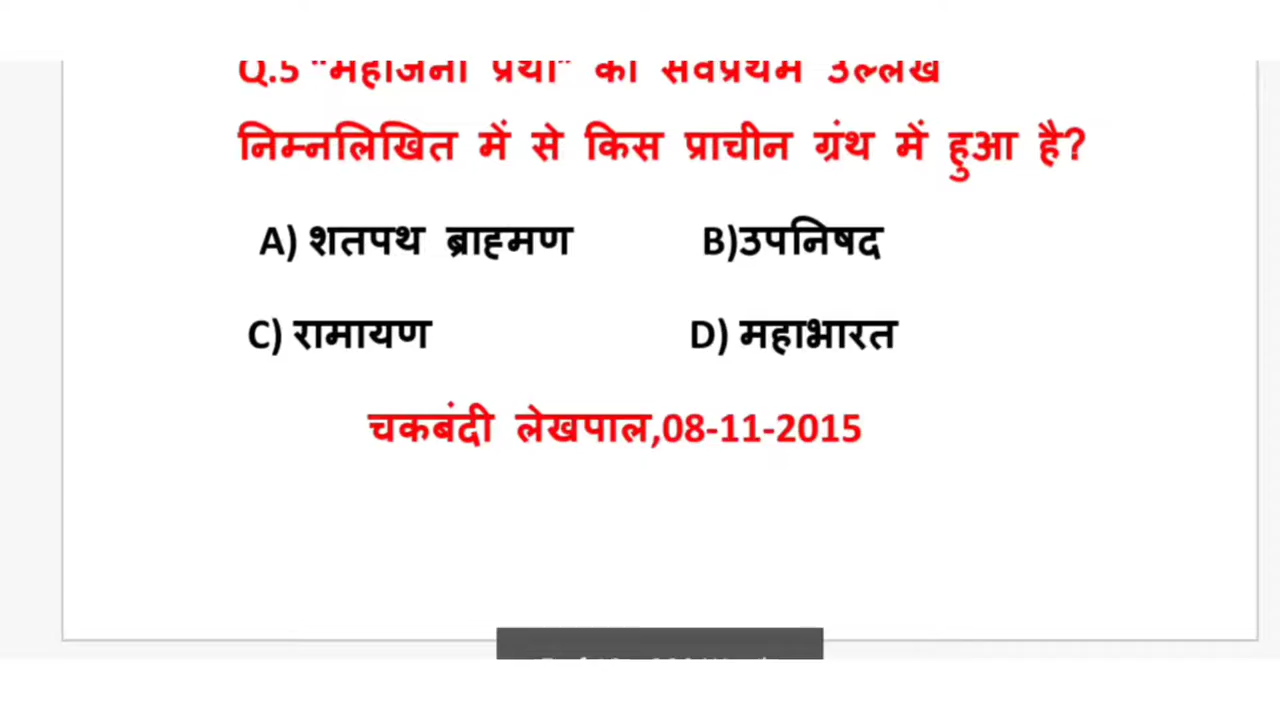 Q.5 "महाजनी प्रथा" का सर्वप्रथम उल्लेख
निम्नलिखित में से किस प्राचीन ग्रंथ में हुआ है?
A) शतपथ ब्राह्मण B)उपनिषद
C) रामायण D) महाभारत
चकबंदी लेखपाल,08-11-2015